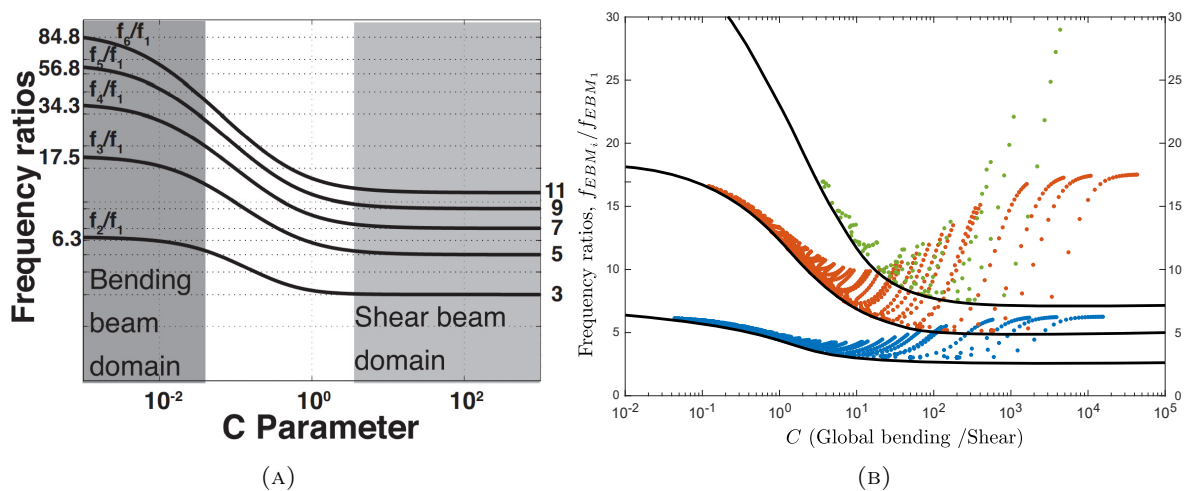 84.8
56.8
34.3
17.5
6.3
Frequency ratios
f6/f1
f5/f1
f4/f1
f3/f1
f2/f1
Bending
beam
domain
Shear beam
domain
11
9
7
5
3
10^-2
10^0
10^2
C Parameter
(A)
30
25
20
15
10
5
0
Frequency ratios, f_EBM_i/f_EBM_1
30
25
20
15
10
5
0
10^-2
10^-1
10^0
10^1
10^2
10^3
10^4
10^5
C (Global bending /Shear)
(B)